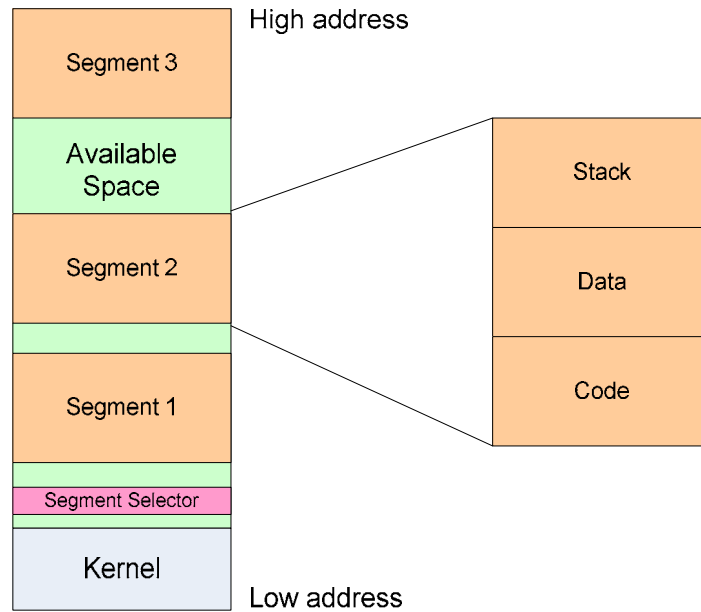 High address
Segment 3
Available
Space
Segment 2
Segment 1
Segment Selector
Kernel
Low address
Stack
Data
Code